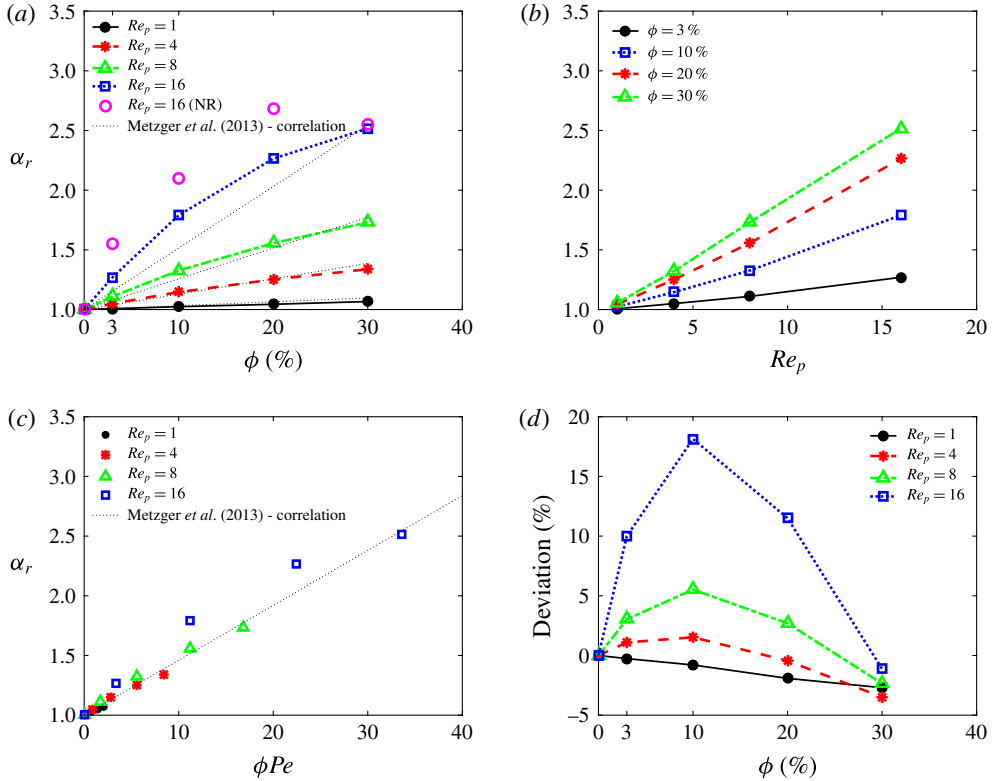 (a)
3.5
3.0
2.5
2.0
1.5
1.0
α_r
Re_p = 1
Re_p = 4
Re_p = 8
Re_p = 16
Re_p = 16 (NR)
Metzger et al. (2013) - correlation
0 3 10 20 30 40
ϕ (%)
(b)
3.5
3.0
2.5
2.0
1.5
1.0
ϕ = 3 %
ϕ = 10 %
ϕ = 20 %
ϕ = 30 %
0 5 10 15 20
Re_p
(c)
3.5
3.0
2.5
2.0
1.5
1.0
α_r
Re_p = 1
Re_p = 4
Re_p = 8
Re_p = 16
Metzger et al. (2013) - correlation
0 10 20 30 40
ϕPe
(d)
20
15
10
5
0
−5
Deviation (%)
Re_p = 1
Re_p = 4
Re_p = 8
Re_p = 16
0 3 10 20 30 40
ϕ (%)